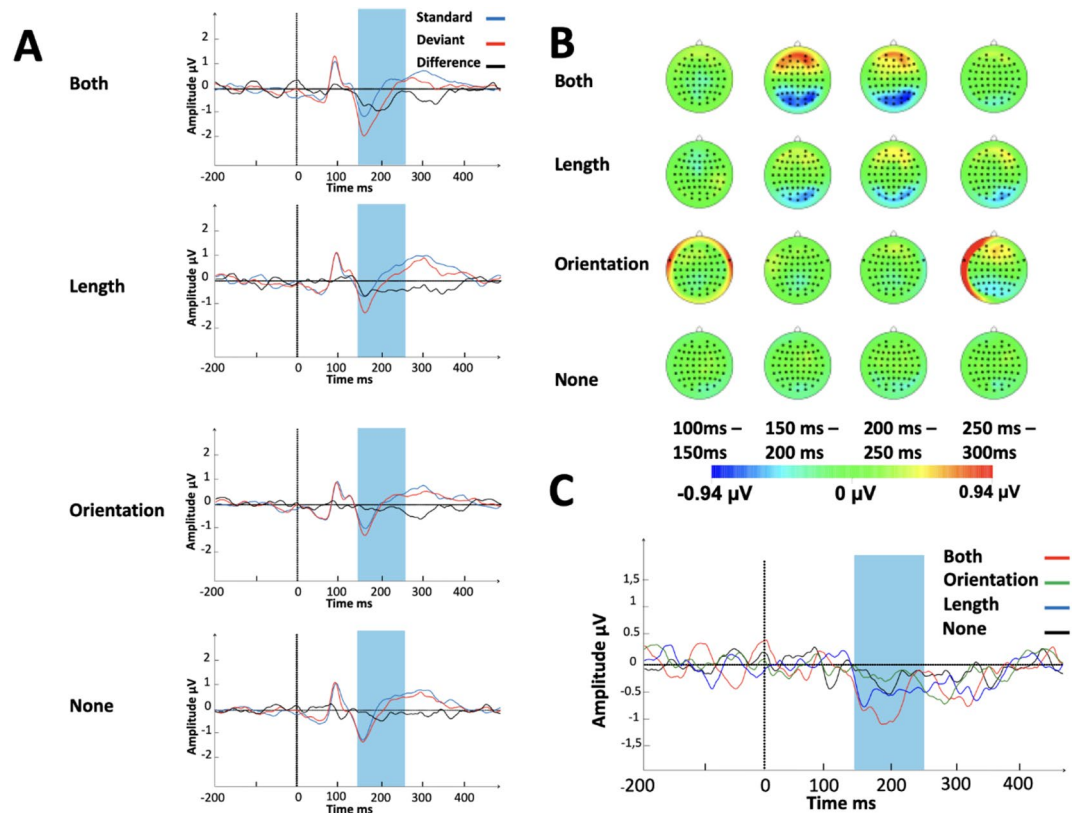 A
Both
Amplitude µV
2
1
0
-1
-2
Standard
Deviant
Difference
-200
0
100
200
300
400
Time ms
Length
Amplitude µV
2
1
0
-1
-2
-200
0
100
200
300
400
Time ms
Orientation
Amplitude µV
2
1
0
-1
-2
-200
0
100
200
300
400
Time ms
None
Amplitude µV
2
1
0
-1
-2
-200
0
100
200
300
400
Time ms
B
Both
Length
Orientation
None
100ms – 150 ms – 200 ms – 250 ms –
150ms 200 ms 250 ms 300ms
-0.94 µV 0 µV 0.94 µV
C
Amplitude µV
1,5
1
0.5
0
-0.5
-1
-1,5
Both
Orientation
Length
None
-200
0
100
200
300
400
Time ms